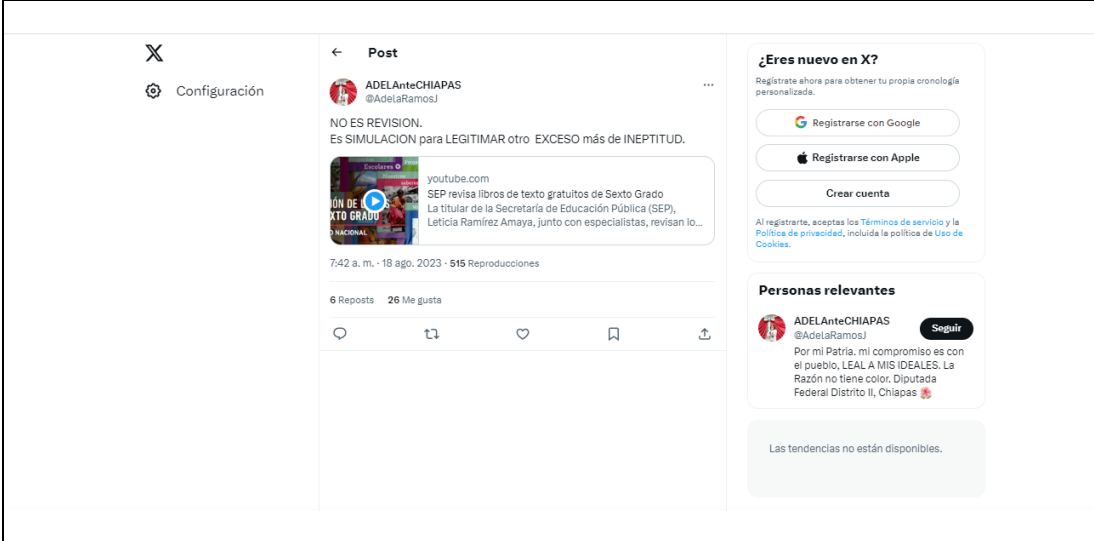 Configuración
Post
ADELAnteCHIAPAS
@AdelaRamosJ
NO ES REVISION.
Es SIMULACION para LEGITIMAR otro EXCESO más de INEPTITUD.
Escolares
XTO GRADO
NACIONAL
youtube.com
SEP revisa libros de texto gratuitos de Sexto Grado
La titular de la Secretaría de Educación Pública (SEP),
Leticia Ramírez Amaya, junto con especialistas, revisan lo...
7:42 a. m. · 18 ago. 2023 · 515 Reproducciones
6 Reposts 26 Me gusta
¿Eres nuevo en X?
Regístrate ahora para obtener tu propia cronología
personalizada.
Registrarse con Google
Registrarse con Apple
Crear cuenta
Al registrarte, aceptas los Términos de servicio y la
Política de privacidad, incluida la política de Uso de
Cookies.
Personas relevantes
ADELAnteCHIAPAS
@AdelaRamosJ
Seguir
Por mi Patria. mi compromiso es con
el pueblo, LEAL A MIS IDEALES. La
Razón no tiene color. Diputada
Federal Distrito II, Chiapas
Las tendencias no están disponibles.